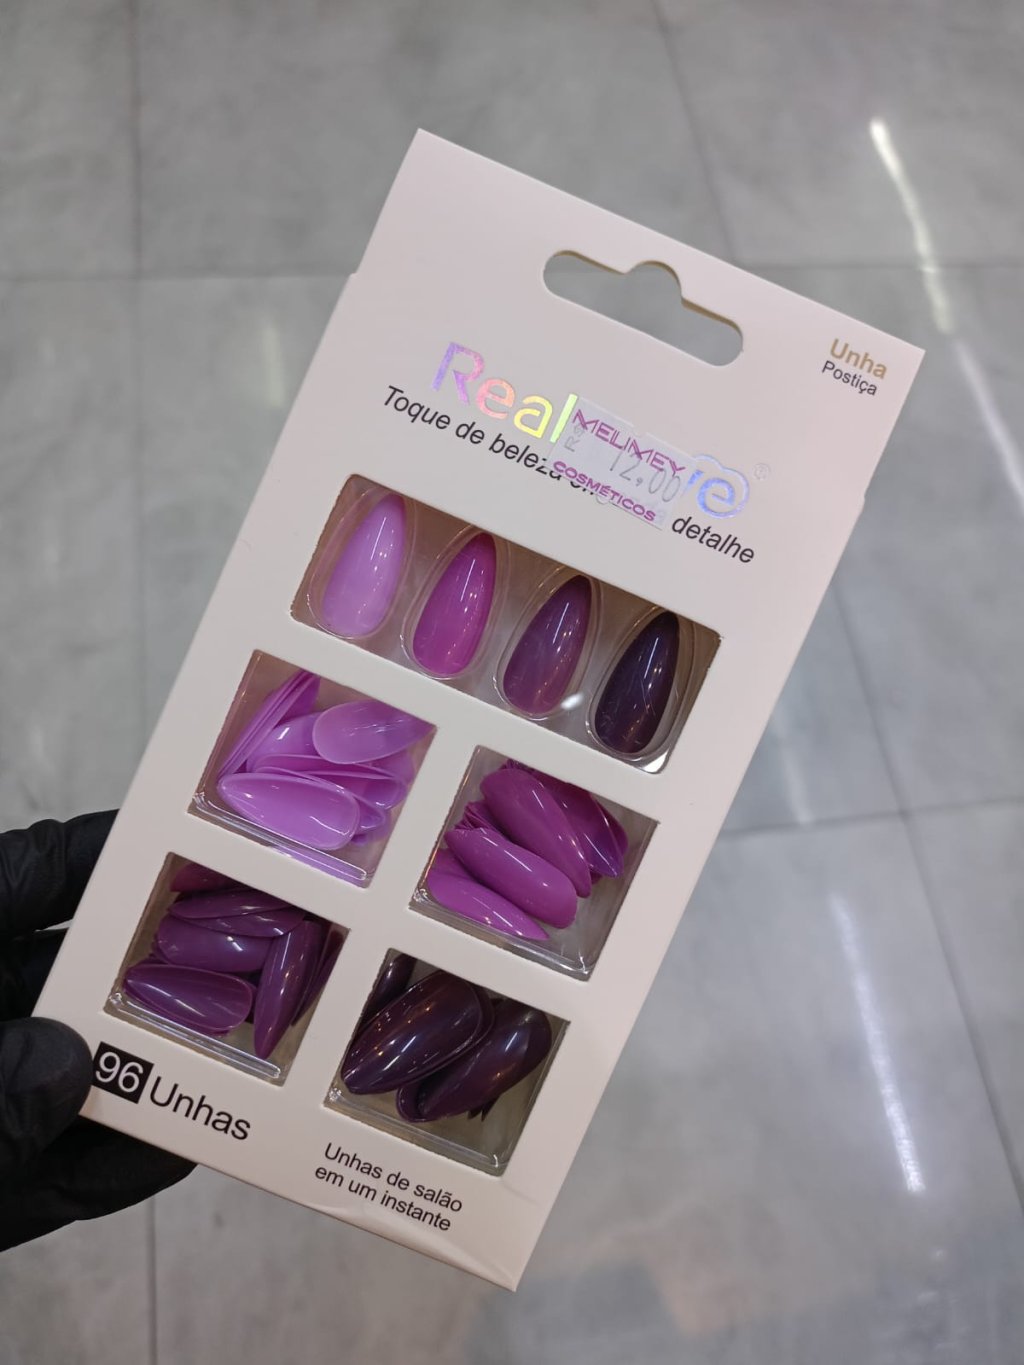 Unha
Postiça
Real
®
MELIMEY
R$ 12,00
COSMÉTICOS
Toque de beleza
detalhe
96 Unhas
Unhas de salão
em um instante